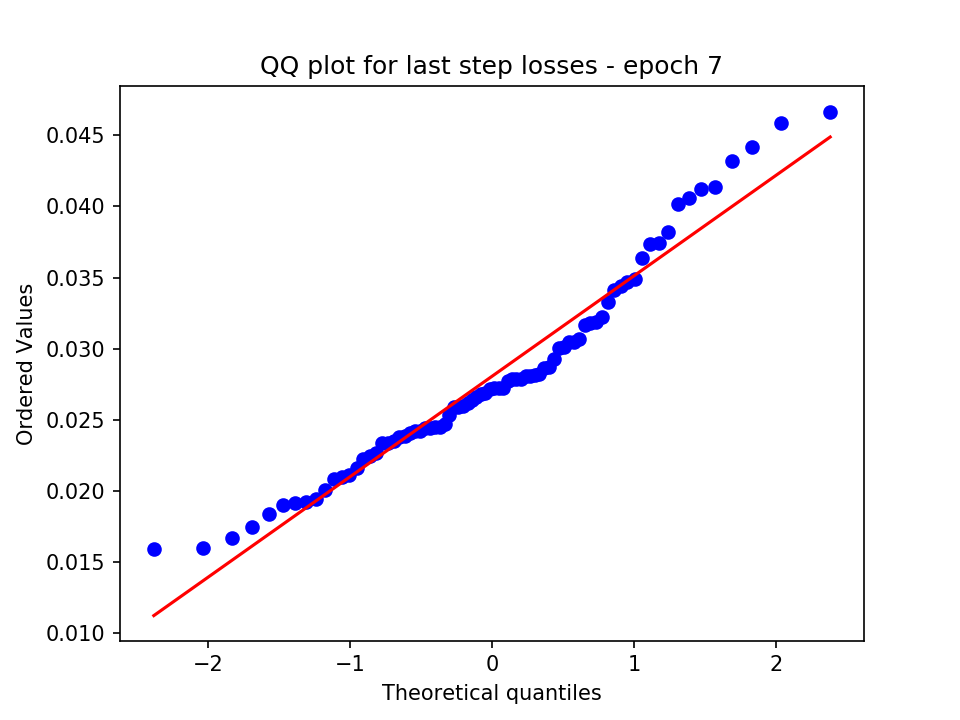 QQ plot for last step losses - epoch 7
Ordered Values
0.045
0.040
0.035
0.030
0.025
0.020
0.015
0.010
−2 −1 0 1 2
Theoretical quantiles